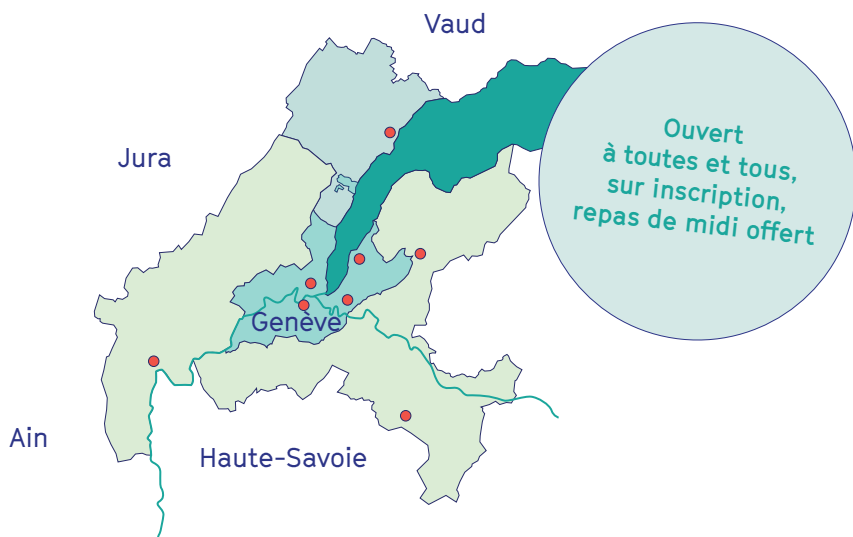 Vaud
Ouvert
à toutes et tous,
sur inscription,
repas de midi offert
Jura
Genève
Ain
Haute-Savoie